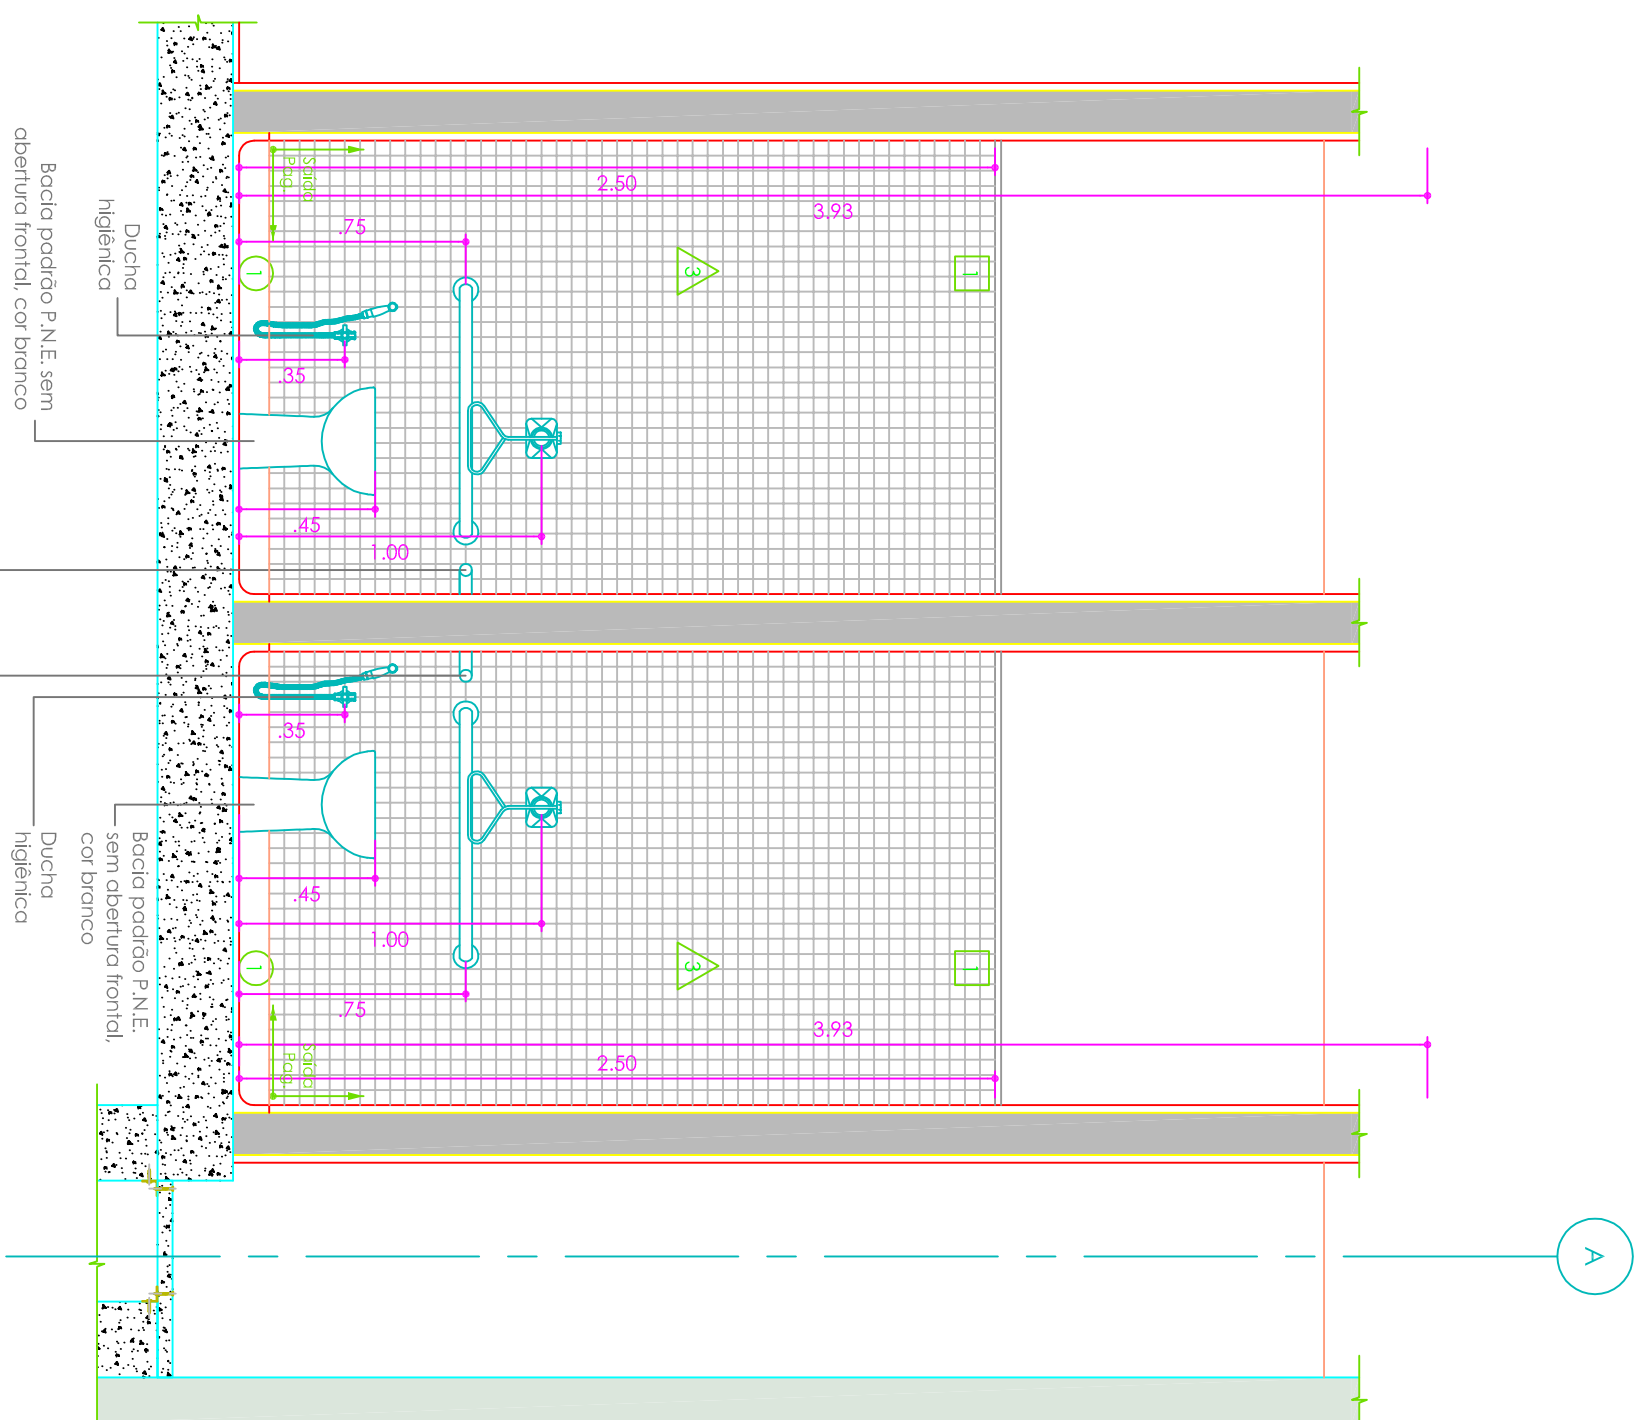 Saída
Pag.
2.50
3.93
.75
1
3
1
Ducha
higiênica
.35
Bacia padrão P.N.E. sem
abertura frontal, cor branco
.45
1.00
.35
.45
1.00
Bacia padrão P.N.E.
sem abertura frontal,
cor branco
Ducha
higiênica
1
3
1
.75
3.93
2.50
Saída
Pag.
A